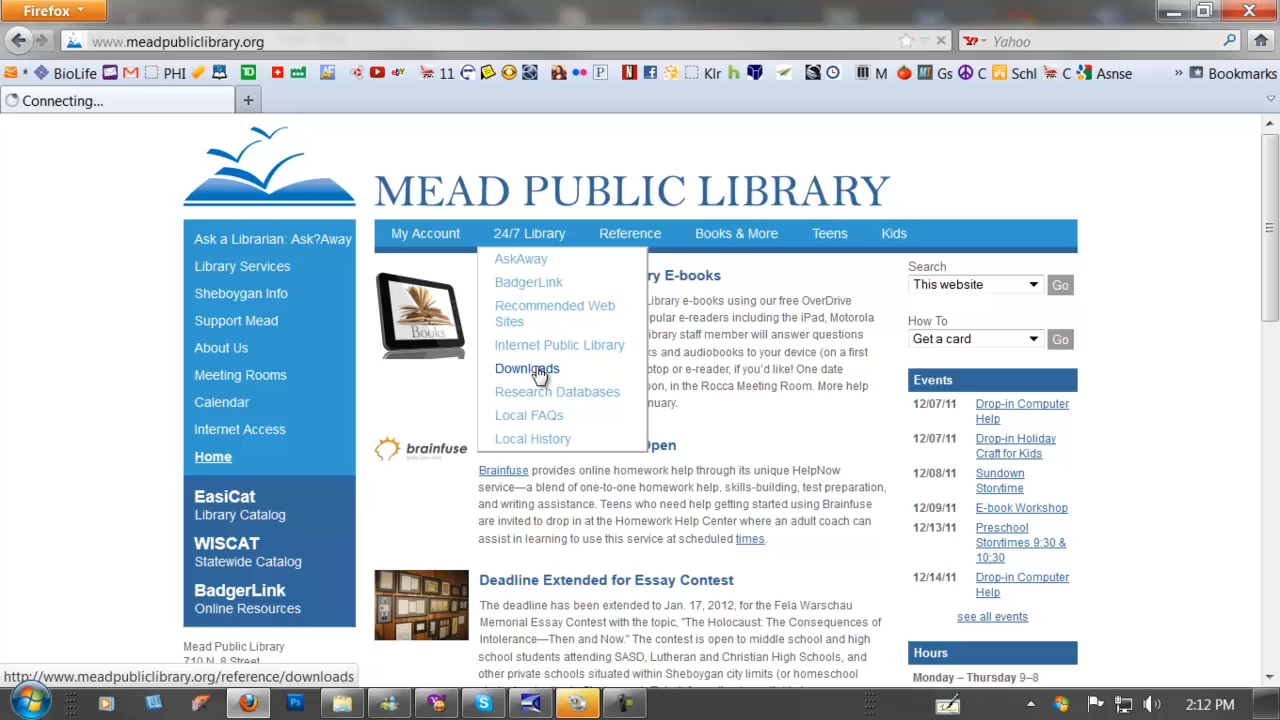 Firefox
www.meadpubliclibrary.org
Yahoo
BioLife PHI 11 Klr M Gs C Schl C Asnse » Bookmarks
Connecting...
MEAD PUBLIC LIBRARY
My Account 24/7 Library Reference Books & More Teens Kids
Ask a Librarian: Ask?Away
Library Services
Sheboygan Info
Support Mead
About Us
Meeting Rooms
Calendar
Internet Access
Home
EasiCat
Library Catalog
WISCAT
Statewide Catalog
BadgerLink
Online Resources
Mead Public Library
710 N. 8 Street
AskAway
BadgerLink
Recommended Web
Sites
Internet Public Library
Downloads
Research Databases
Local FAQs
Local History
Books
ry E-books
Library e-books using our free OverDrive
pular e-readers including the iPad, Motorola
library staff member will answer questions
ks and audiobooks to your device (on a first
ptop or e-reader, if you'd like! One date
oon, in the Rocca Meeting Room. More help
nuary.
brainfuse
Open
Brainfuse provides online homework help through its unique HelpNow
service—a blend of one-to-one homework help, skills-building, test preparation,
and writing assistance. Teens who need help getting started using Brainfuse
are invited to drop in at the Homework Help Center where an adult coach can
assist in learning to use this service at scheduled times.
Deadline Extended for Essay Contest
The deadline has been extended to Jan. 17, 2012, for the Fela Warschau
Memorial Essay Contest with the topic, "The Holocaust: The Consequences of
Intolerance—Then and Now." The contest is open to middle school and high
school students attending SASD, Lutheran and Christian High Schools, and
other private schools situated within Sheboygan city limits (or homeschool
Search
This website Go
How To
Get a card Go
Events
12/07/11 Drop-in Computer
Help
12/07/11 Drop-in Holiday
Craft for Kids
12/08/11 Sundown
Storytime
12/09/11 E-book Workshop
12/13/11 Preschool
Storytimes 9:30 &
10:30
12/14/11 Drop-in Computer
Help
see all events
Hours
Monday – Thursday 9–8
http://www.meadpubliclibrary.org/reference/downloads
2:12 PM